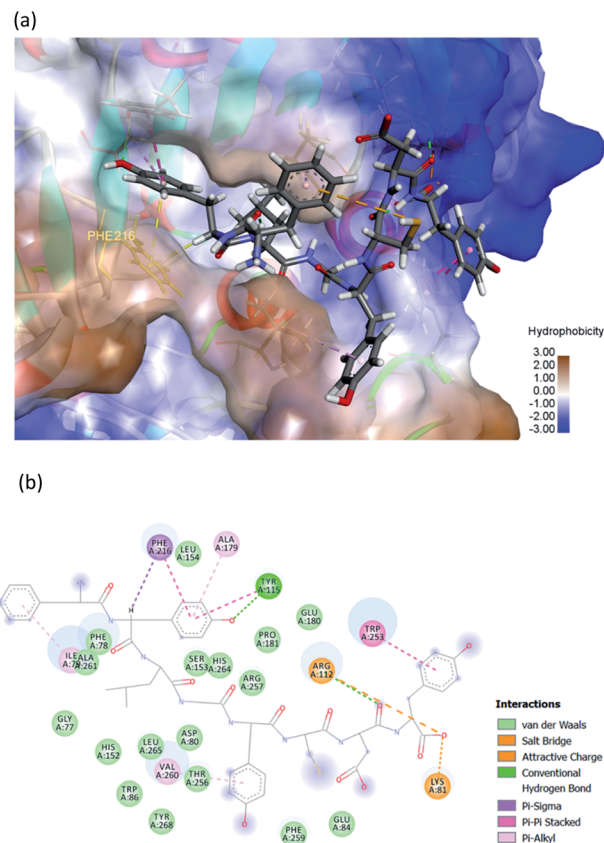 (a)
PHE216
Hydrophobicity
3.00
2.00
1.00
0.00
-1.00
-2.00
-3.00
(b)
PHE
A:216
LEU
A:154
ALA
A:179
TYR
A:115
GLU
A:180
TRP
A:253
PHE
A:78
ILE
ALA
A:261
PRO
A:181
SER
A:153
HIS
A:264
ARG
A:257
ARG
A:112
GLY
A:77
HIS
A:152
LEU
A:265
ASP
A:80
VAL
A:260
THR
A:256
LYS
A:81
TRP
A:86
TYR
A:268
PHE
A:259
GLU
A:84
H
O
O
O
O
O
O
O
O
O
O
O
O
O
Interactions
van der Waals
Salt Bridge
Attractive Charge
Conventional
Hydrogen Bond
Pi-Sigma
Pi-Pi Stacked
Pi-Alkyl